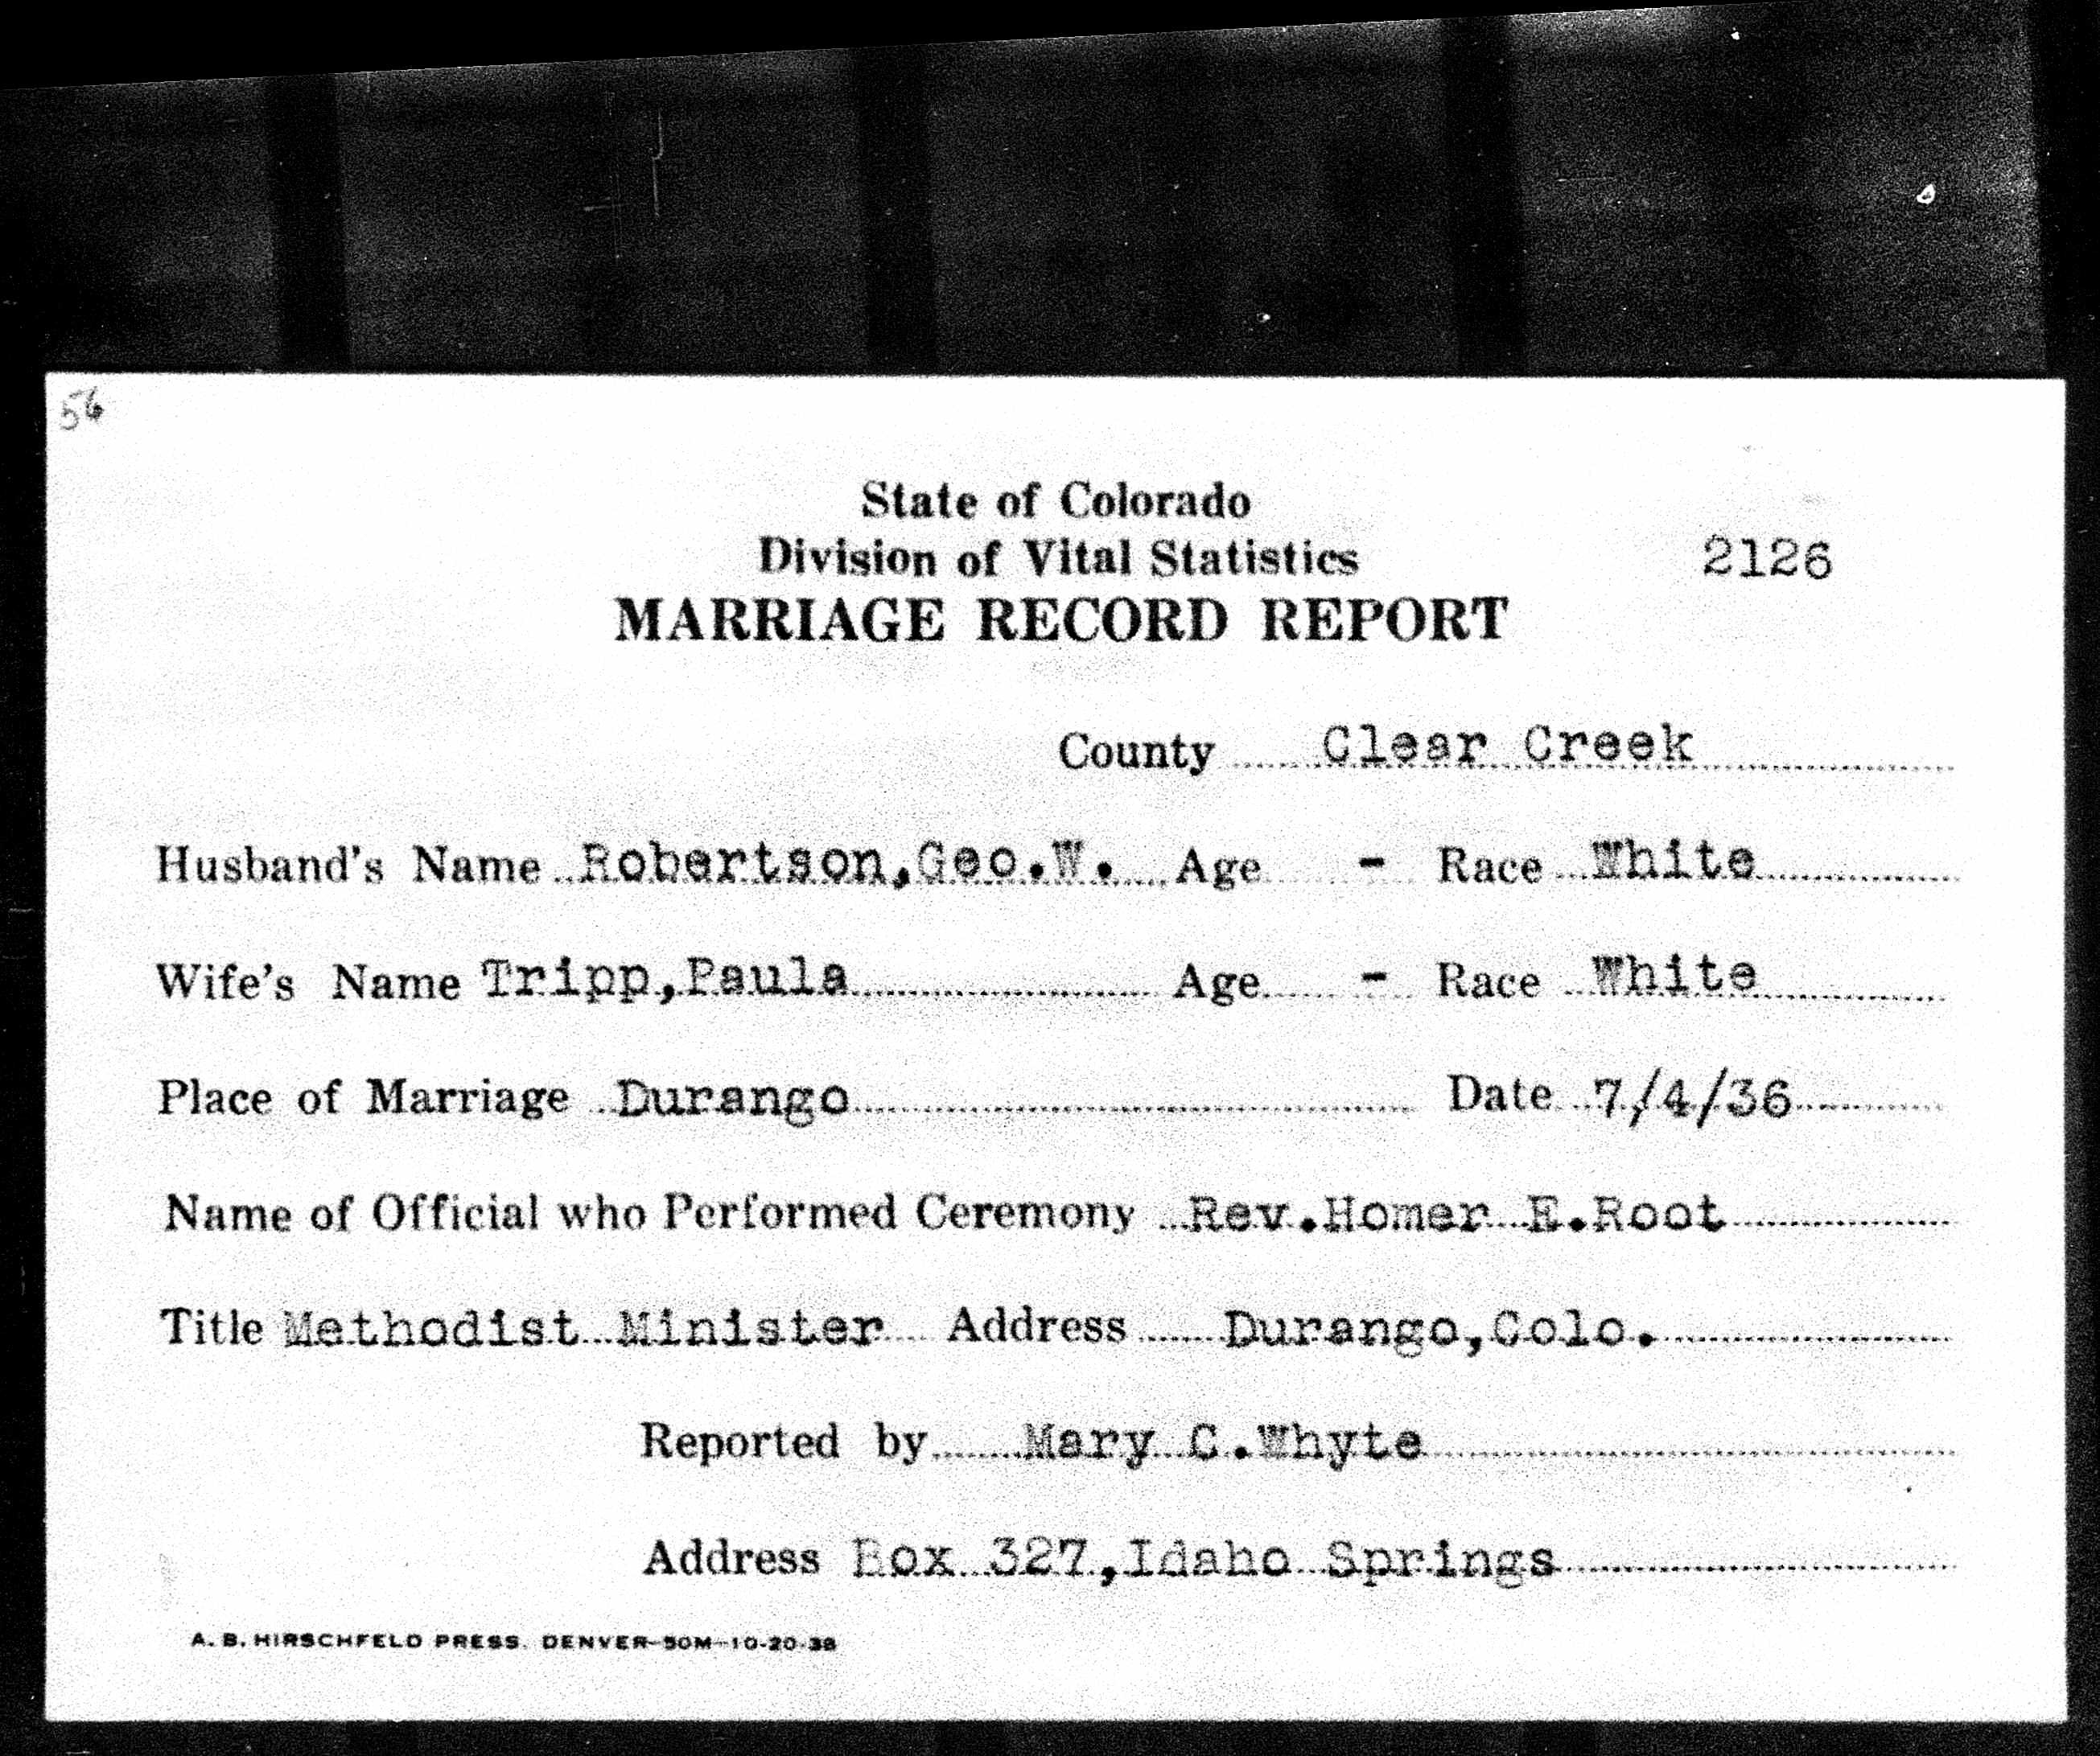 56
State of Colorado
Division of Vital Statistics 2126
MARRIAGE RECORD REPORT
County Clear Creek
Husband's Name Robertson,Geo.W. Age - Race White
Wife's Name Tripp,Paula Age - Race White
Place of Marriage Durango Date 7/4/36
Name of Official who Performed Ceremony Rev.Homer E.Root
Title Methodist Minister Address Durango,Colo.
Reported by Mary C.Whyte
Address Box 327,Idaho Springs
A. B. HIRSCHFELD PRESS. DENVER-50M-10-20-38